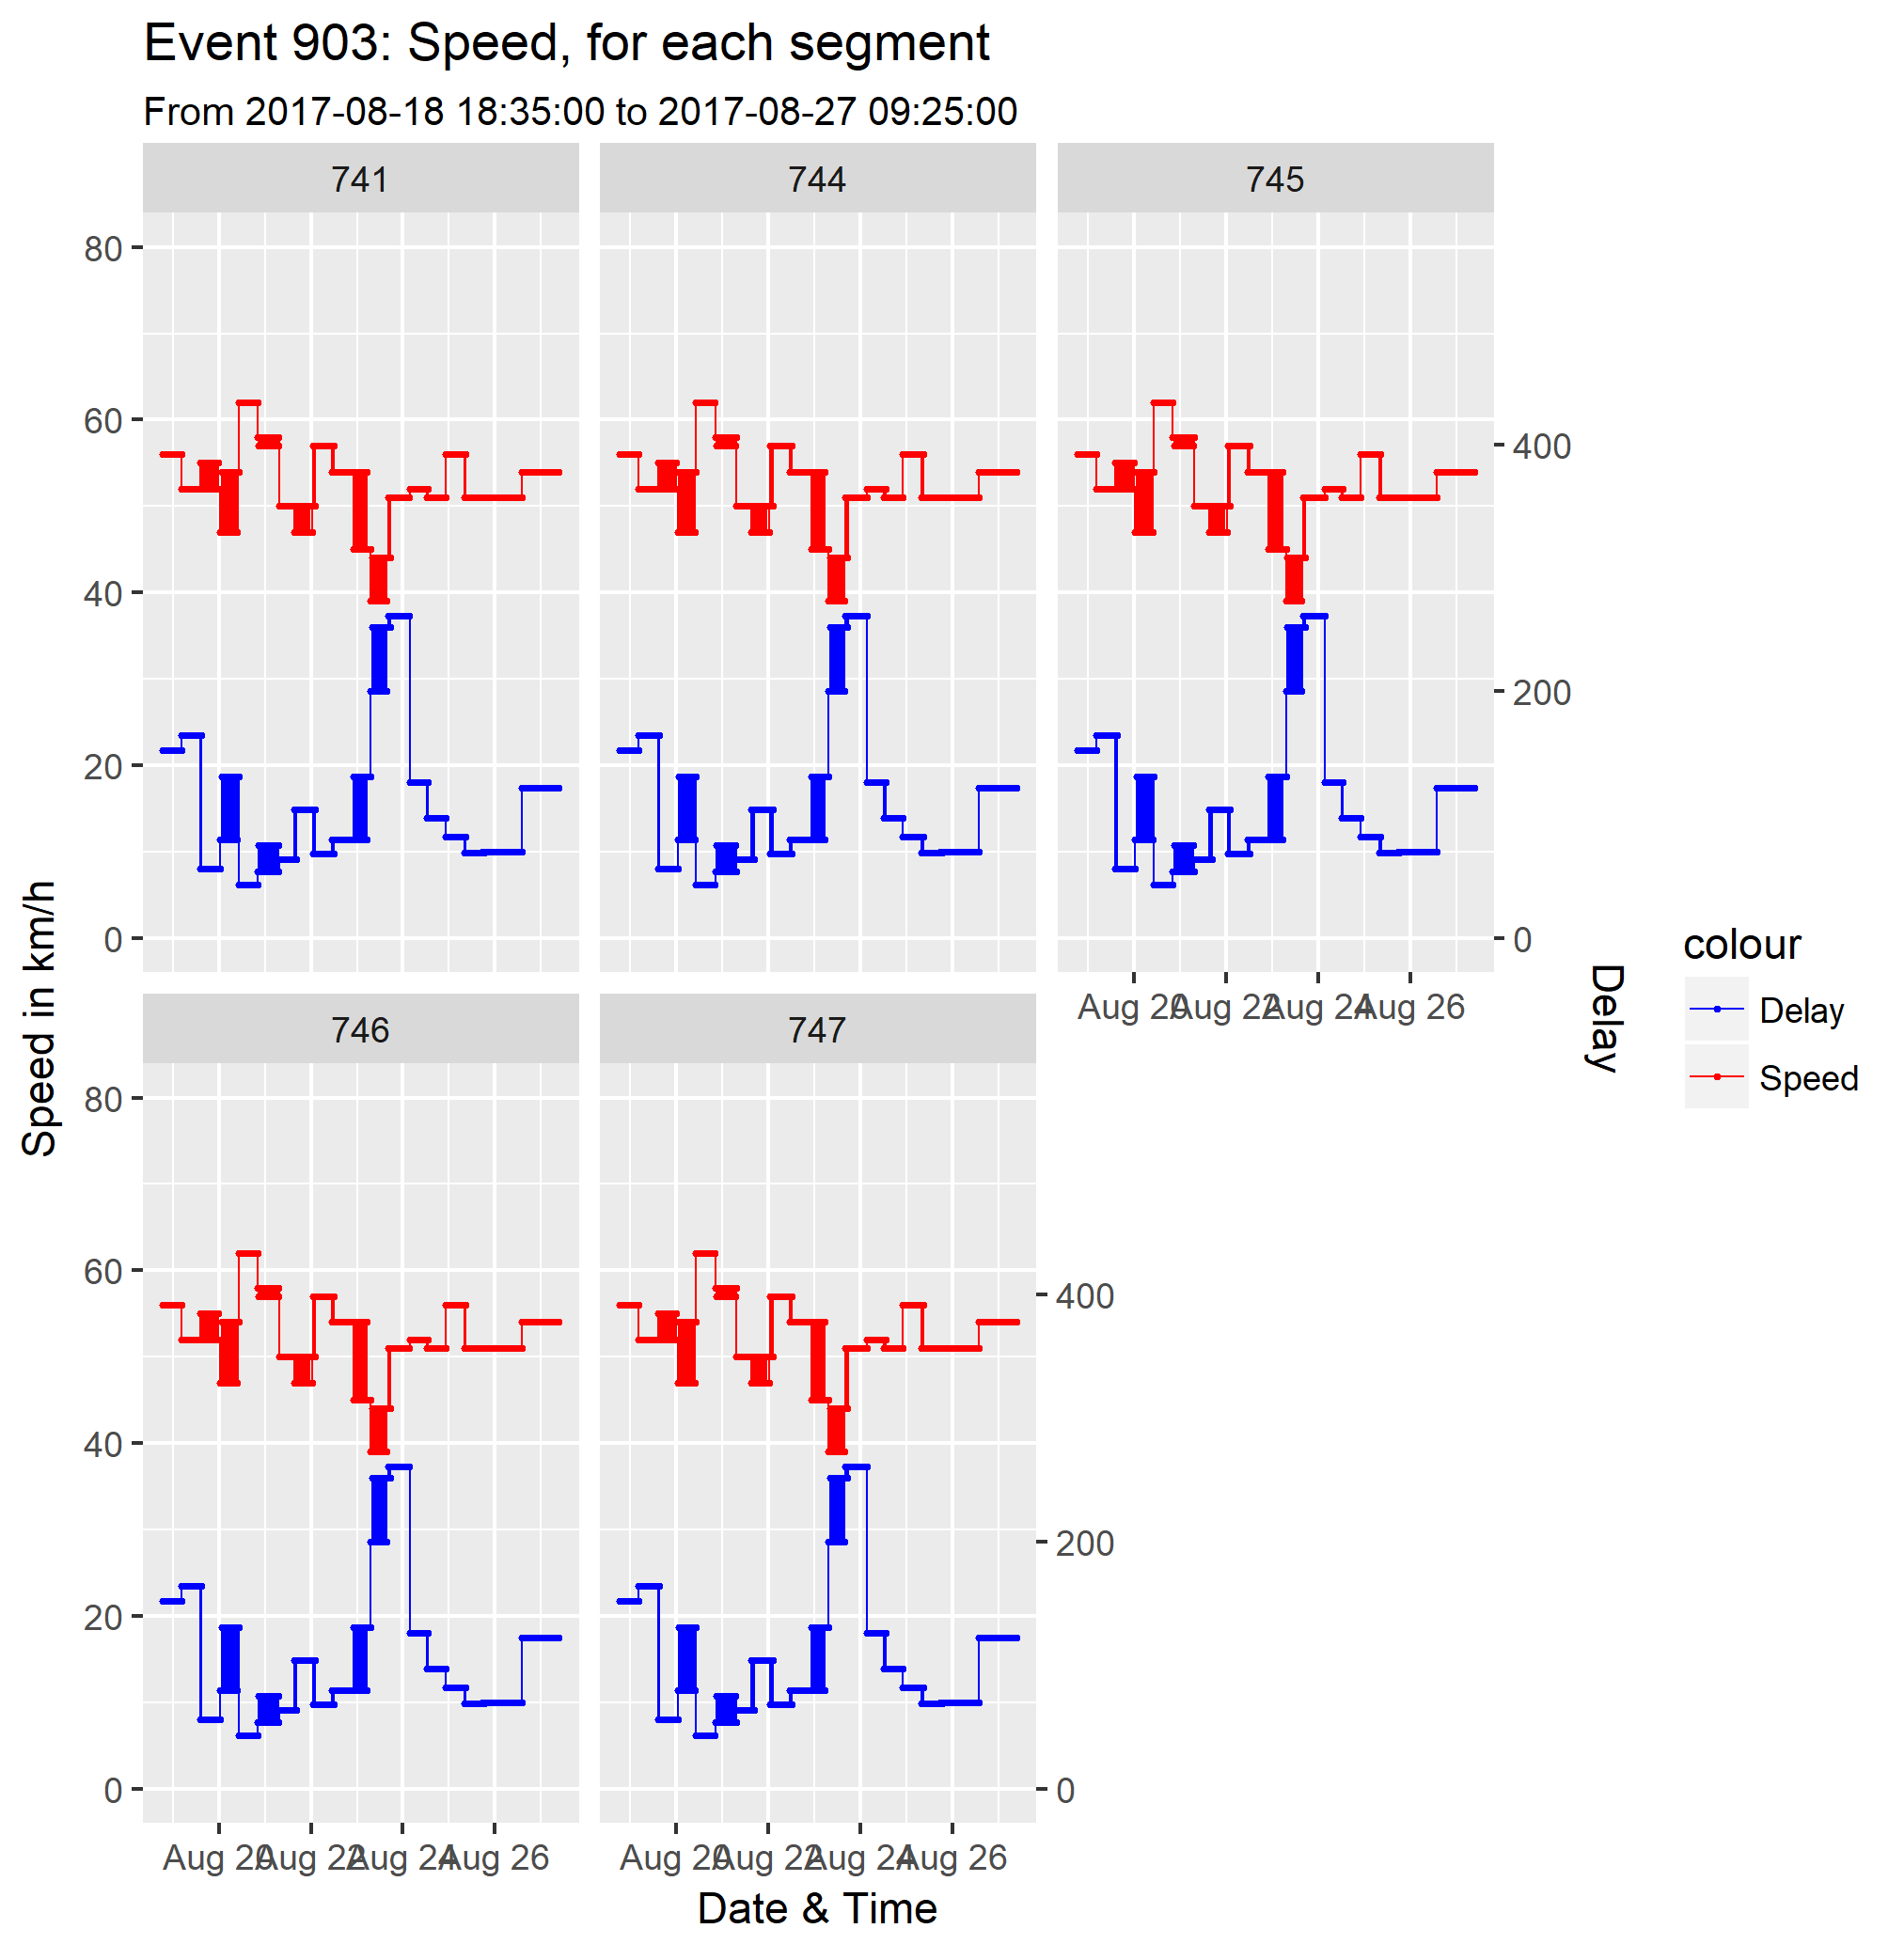 Event 903: Speed, for each segment
From 2017-08-18 18:35:00 to 2017-08-27 09:25:00
741
744
745
80
60
40
20
0
400
200
0
Aug 20
Aug 22
Aug 24
Aug 26
Speed in km/h
Delay
colour
Delay
Speed
746
747
80
60
40
20
0
400
200
0
Aug 20
Aug 22
Aug 24
Aug 26
Aug 20
Aug 22
Aug 24
Aug 26
Date & Time